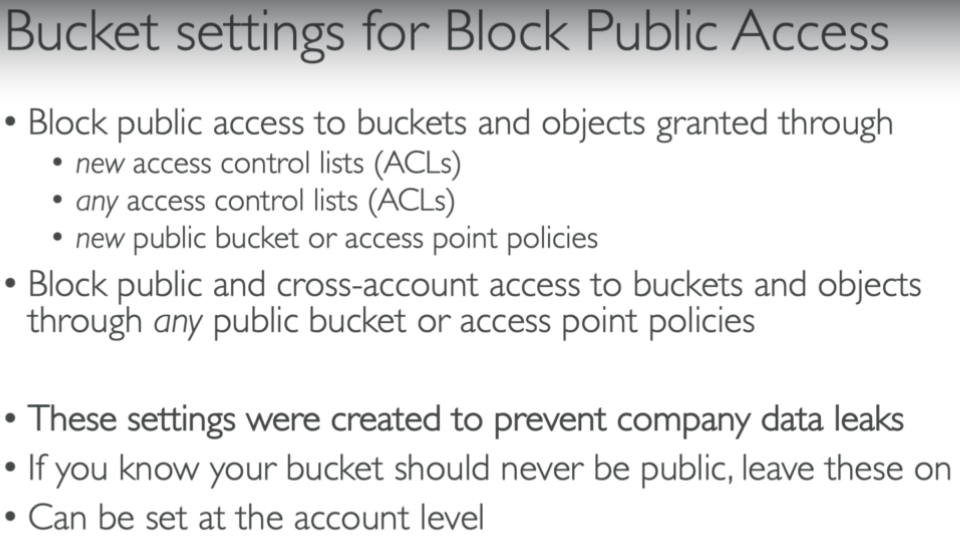 Bucket settings for Block Public Access
• Block public access to buckets and objects granted through
• new access control lists (ACLs)
• any access control lists (ACLs)
• new public bucket or access point policies
• Block public and cross-account access to buckets and objects
through any public bucket or access point policies
• These settings were created to prevent company data leaks
• If you know your bucket should never be public, leave these on
• Can be set at the account level